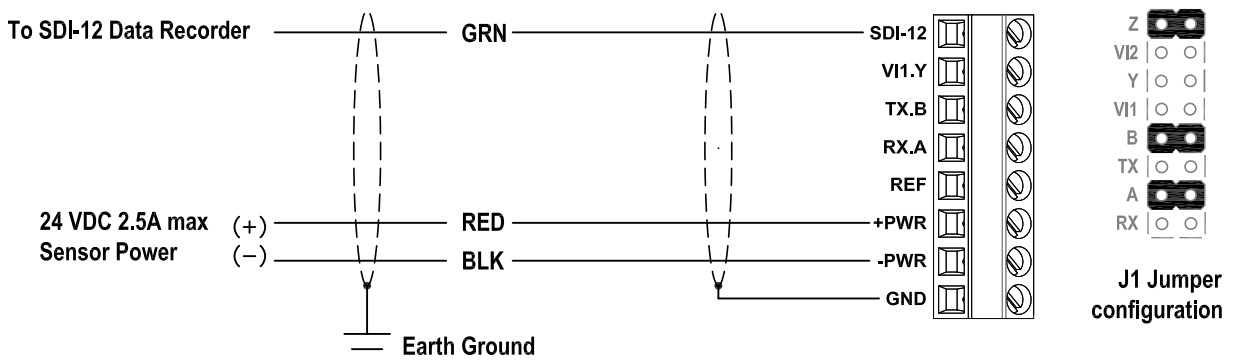 To SDI-12 Data Recorder
GRN
SDI-12
VI1.Y
TX.B
RX.A
REF
24 VDC 2.5A max (+)
Sensor Power (−)
RED
+PWR
BLK
-PWR
GND
Earth Ground
Z
VI2
Y
VI1
B
TX
A
RX
J1 Jumper
configuration